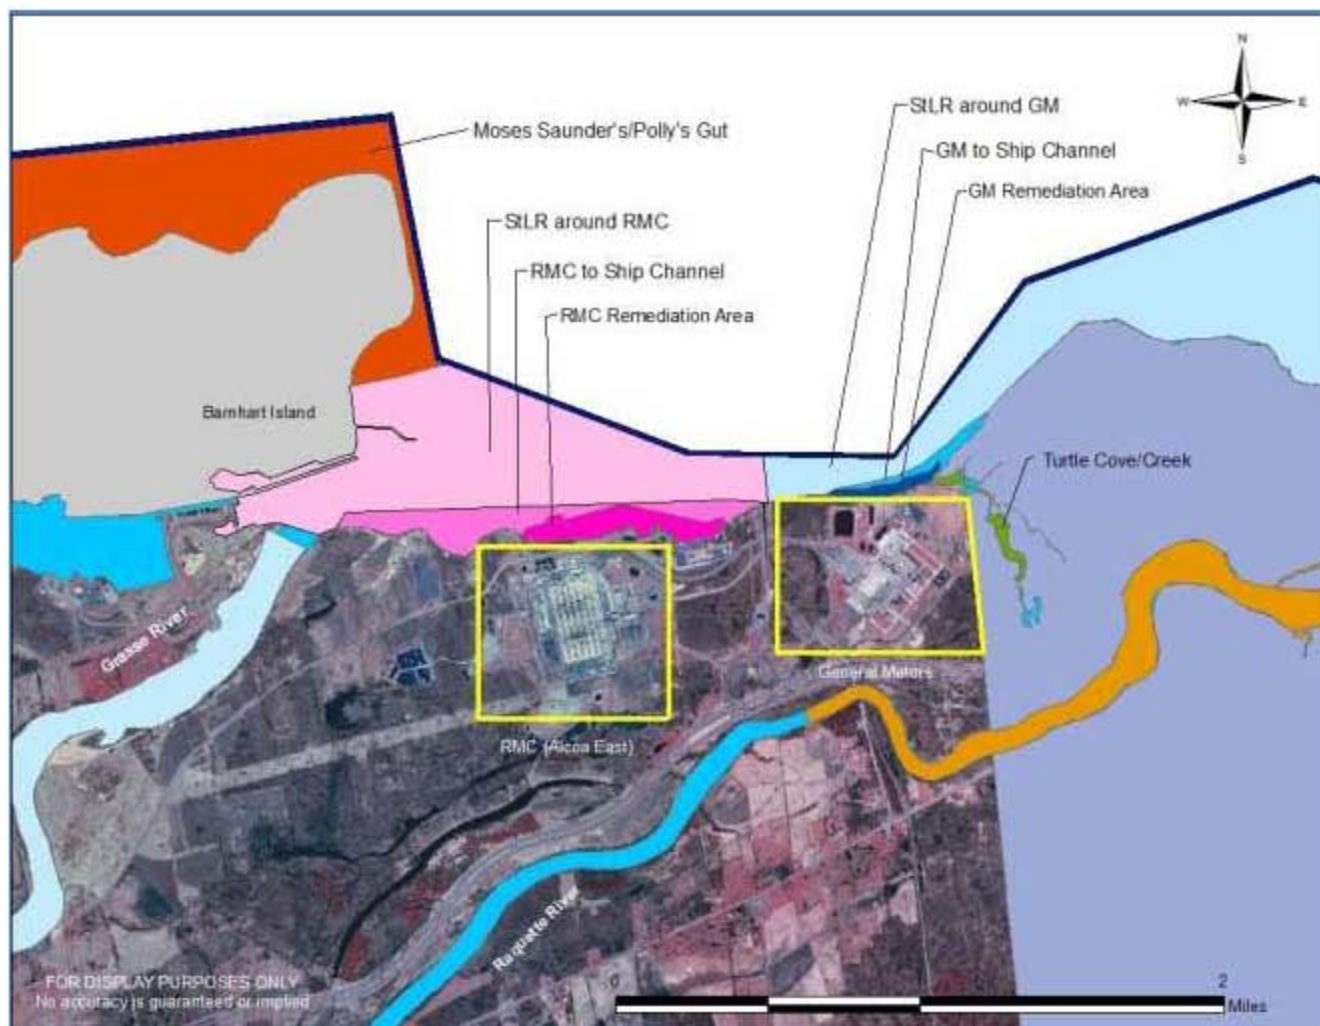 N
W E
S
StLR around GM
Moses Saunder's/Polly's Gut
GM to Ship Channel
GM Remediation Area
StLR around RMC
RMC to Ship Channel
RMC Remediation Area
Barnhart Island
Turtle Cove/Creek
Grasse River
General Motors
RMC (Alcoa East)
Raquette River
FOR DISPLAY PURPOSES ONLY
No accuracy is guaranteed or implied
0 2
Miles